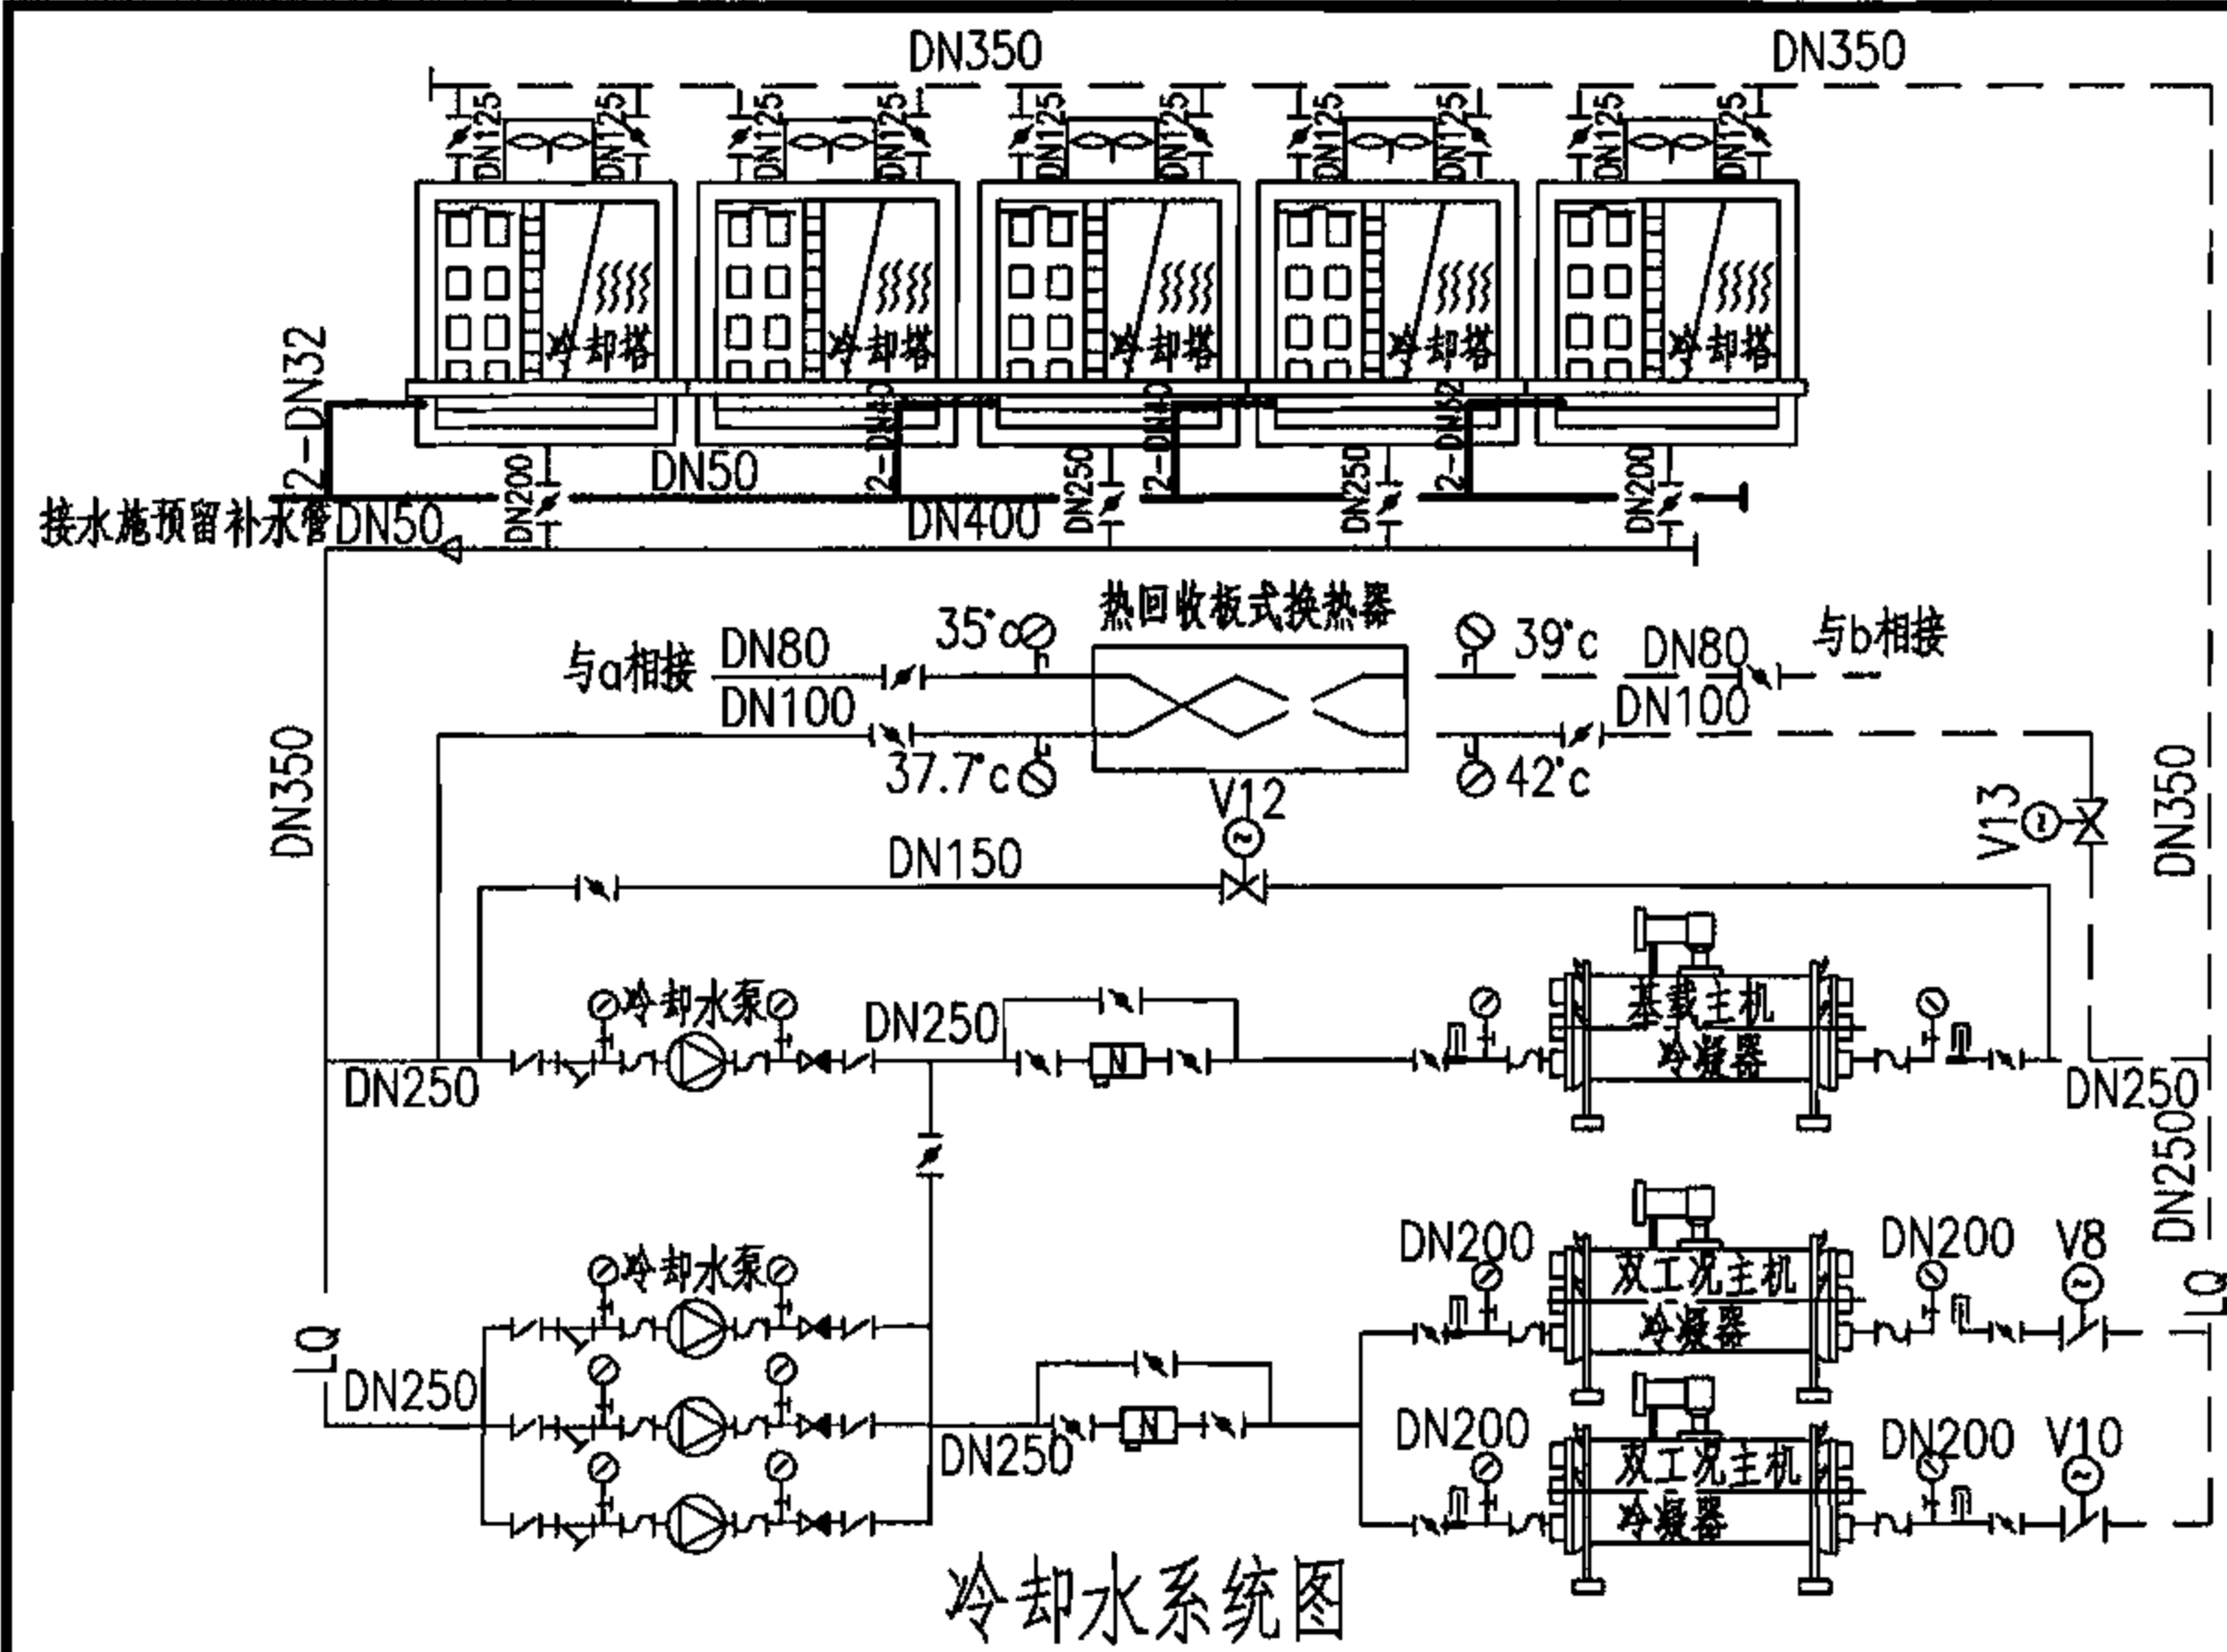 DN350 DN350
DN125 DN125 DN125 DN125 DN125 DN125 DN125 DN125 DN125 DN125
冷却塔 冷却塔 冷却塔 冷却塔 冷却塔
2-DN32 2-DN40 2-DN40 2-DN32
DN50
DN200 DN250 DN250 DN200
接水施预留补水管DN50 DN400
热回收板式换热器
与a相接 DN80 35°c 39°c DN80 与b相接
DN100 DN100
37.7°c 42°c
V12 V13
DN350 DN350
DN150
冷却水泵 DN250 基载主机
冷凝器
DN250 DN250
DN250
冷却水泵 DN200 双工况主机 DN200 V8
冷凝器
LQ LQ
DN250 DN250 N N
DN200 双工况主机 DN200 V10
冷凝器
冷却水系统图